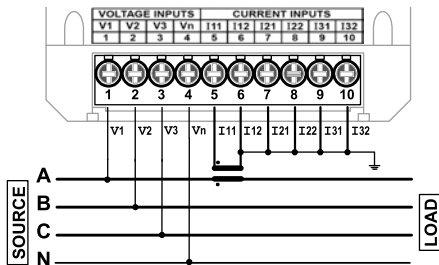 VOLTAGE INPUTS CURRENT INPUTS
V1 V2 V3 Vn I11 I12 I21 I22 I31 I32
1 2 3 4 5 6 7 8 9 10
1 2 3 4 5 6 7 8 9 10
V1 V2 V3 Vn I11 I12 I21 I22 I31 I32
A
B
C
N
SOURCE
LOAD